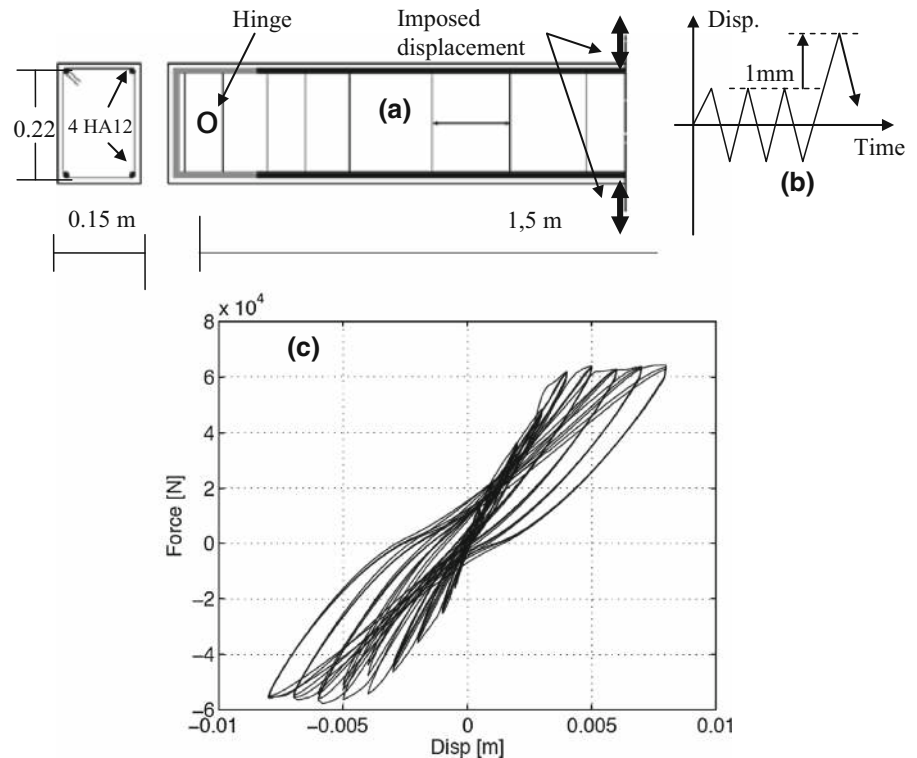 Hinge
Imposed
displacement
Disp.
1mm
Time
(b)
(a)
O
0.22
4 HA12
0.15 m
1,5 m
x 10^4
(c)
8
6
4
2
0
−2
−4
−6
Force [N]
−0.01
−0.005
0
0.005
0.01
Disp [m]